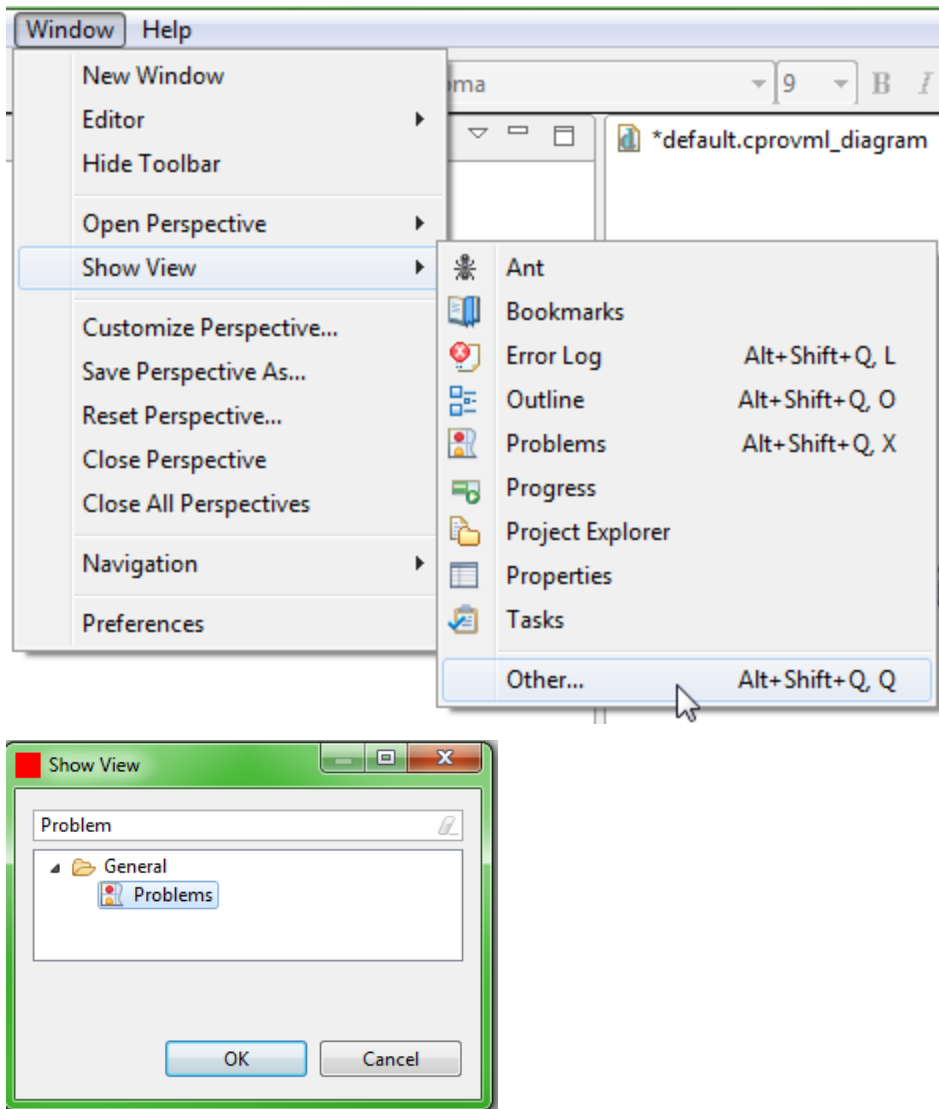 Window Help
New Window
ma 9 B I
Editor
*default.cprovml_diagram
Hide Toolbar
Open Perspective
Show View
Ant
Bookmarks
Customize Perspective...
Error Log Alt+Shift+Q, L
Save Perspective As...
Outline Alt+Shift+Q, O
Reset Perspective...
Problems Alt+Shift+Q, X
Close Perspective
Progress
Close All Perspectives
Project Explorer
Navigation
Properties
Preferences
Tasks
Other... Alt+Shift+Q, Q
Show View
Problem
General
Problems
OK Cancel